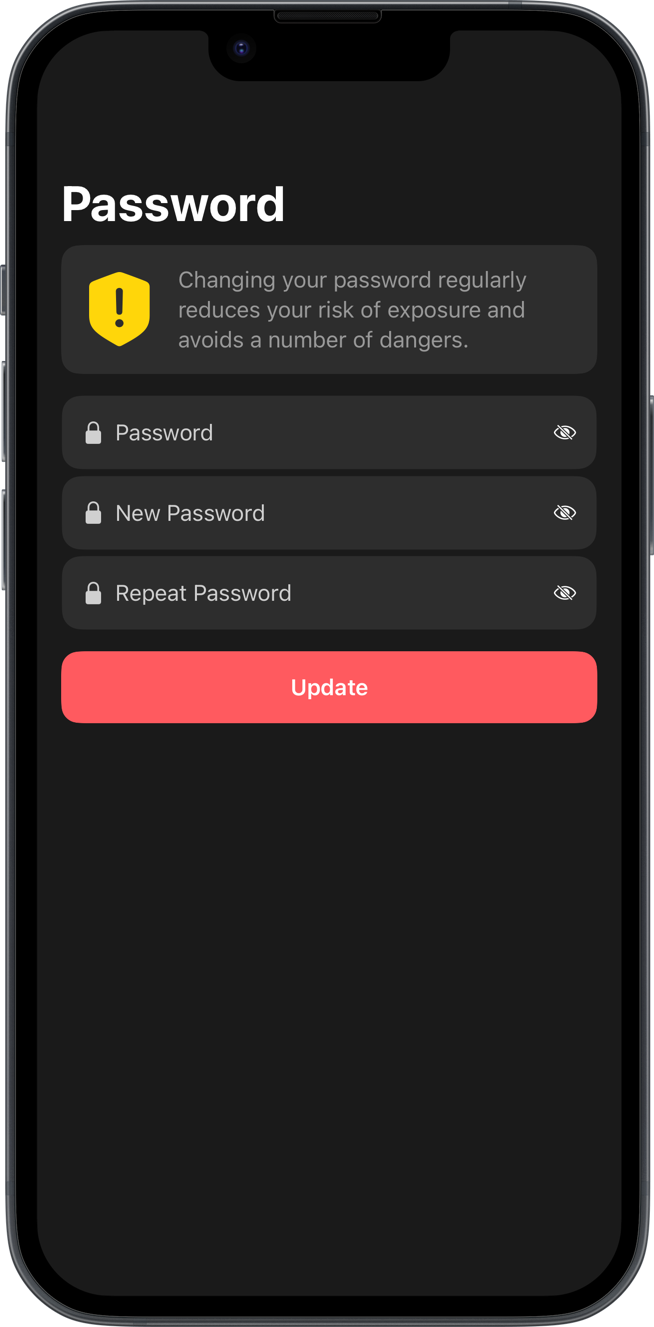 Password
Changing your password regularly
reduces your risk of exposure and
avoids a number of dangers.
Password
New Password
Repeat Password
Update